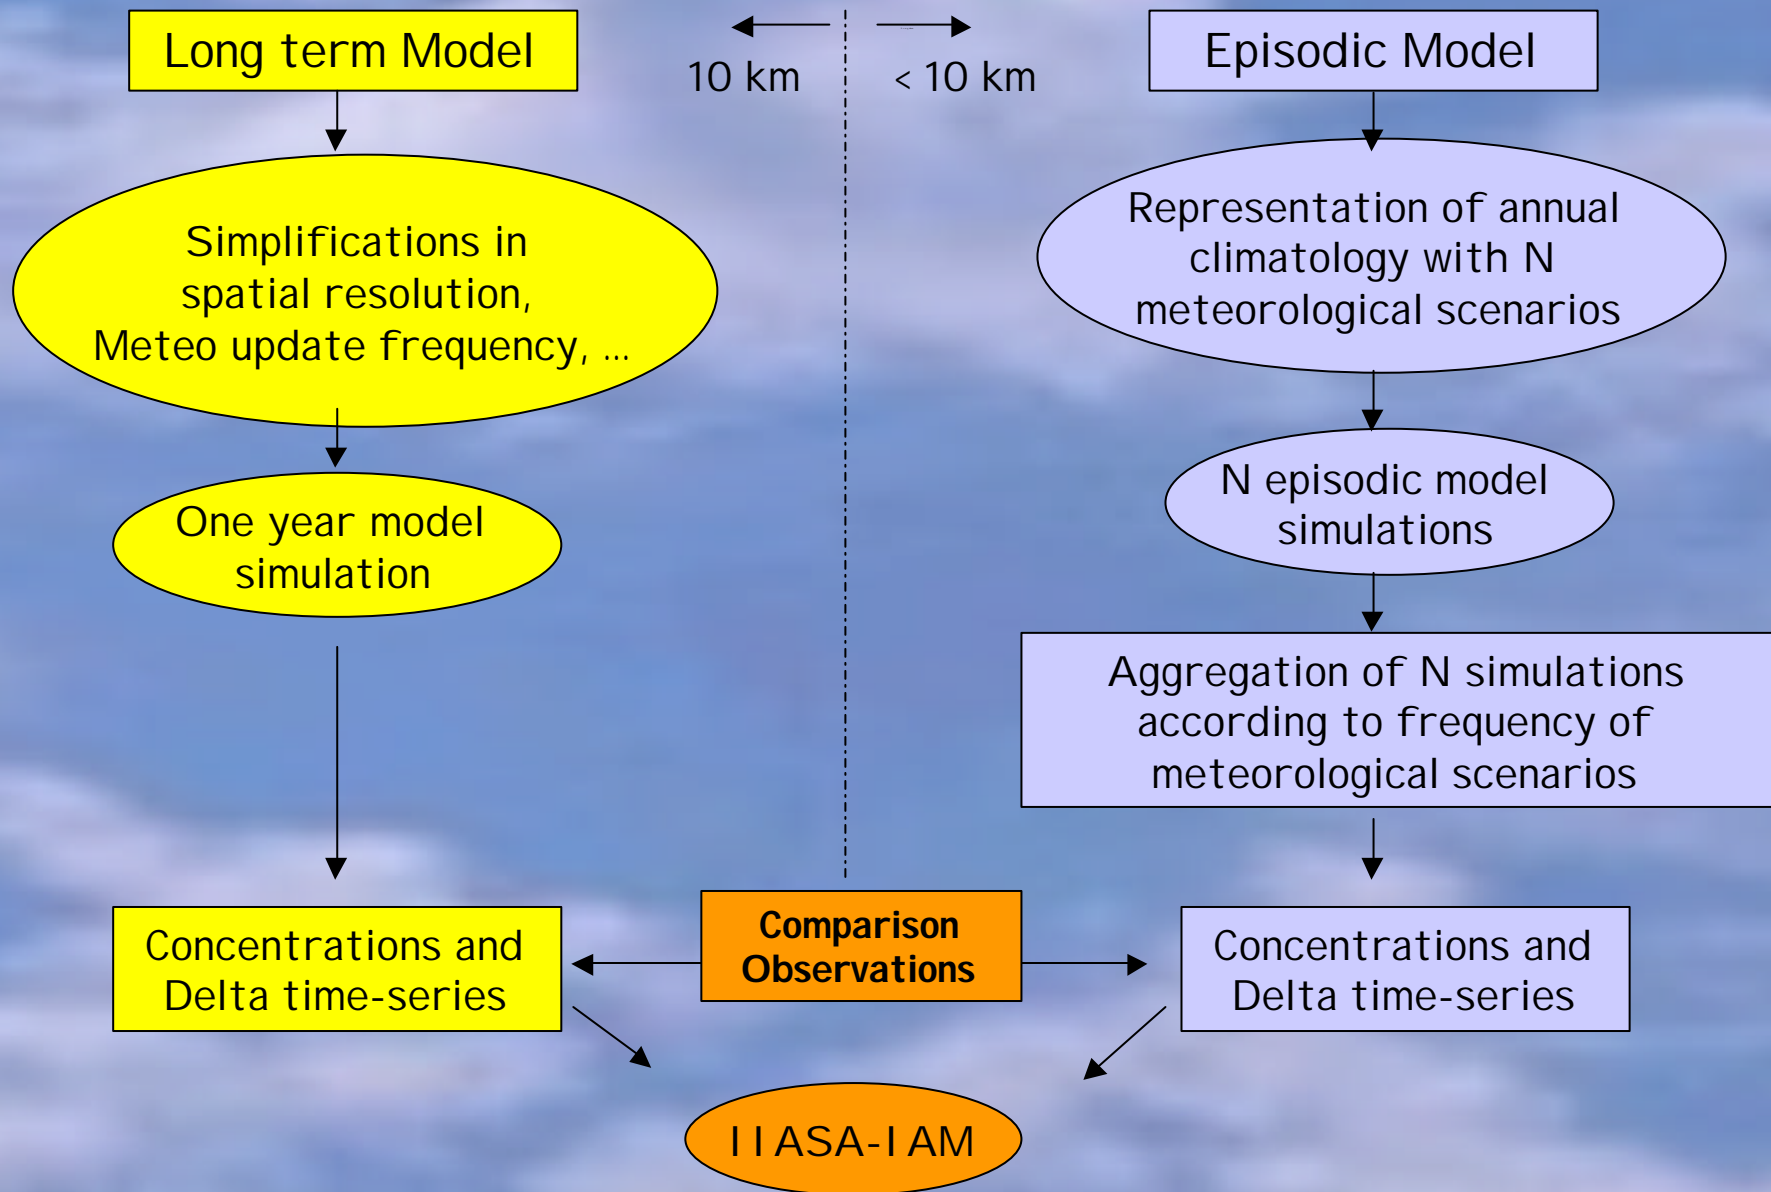 Long term Model
10 km
< 10 km
Episodic Model
Simplifications in
spatial resolution,
Meteo update frequency, ...
Representation of annual
climatology with N
meteorological scenarios
One year model
simulation
N episodic model
simulations
Aggregation of N simulations
according to frequency of
meteorological scenarios
Concentrations and
Delta time-series
Comparison
Observations
Concentrations and
Delta time-series
IIASA-IAM